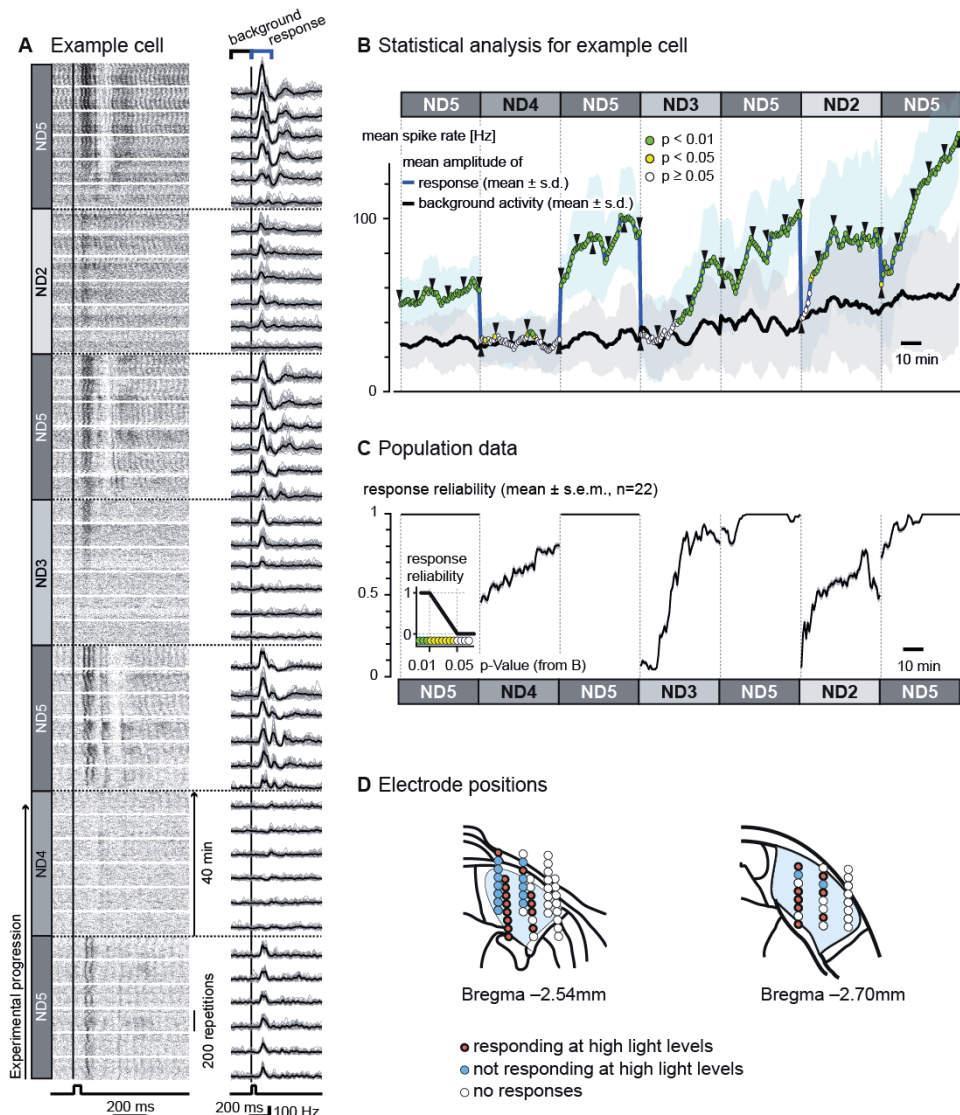 A Example cell
background
response
ND5
ND2
ND5
ND3
ND5
ND4
ND5
Experimental progression
40 min
200 repetitions
200 ms
200 ms
100 Hz
B Statistical analysis for example cell
ND5 ND4 ND5 ND3 ND5 ND2 ND5
mean spike rate [Hz]
mean amplitude of
response (mean ± s.d.)
background activity (mean ± s.d.)
p < 0.01
p < 0.05
p ≥ 0.05
100
0
10 min
C Population data
response reliability (mean ± s.e.m., n=22)
1
0.5
0
response
reliability
1
0
0.01 0.05 p-Value (from B)
10 min
ND5 ND4 ND5 ND3 ND5 ND2 ND5
D Electrode positions
Bregma –2.54mm
Bregma –2.70mm
responding at high light levels
not responding at high light levels
no responses